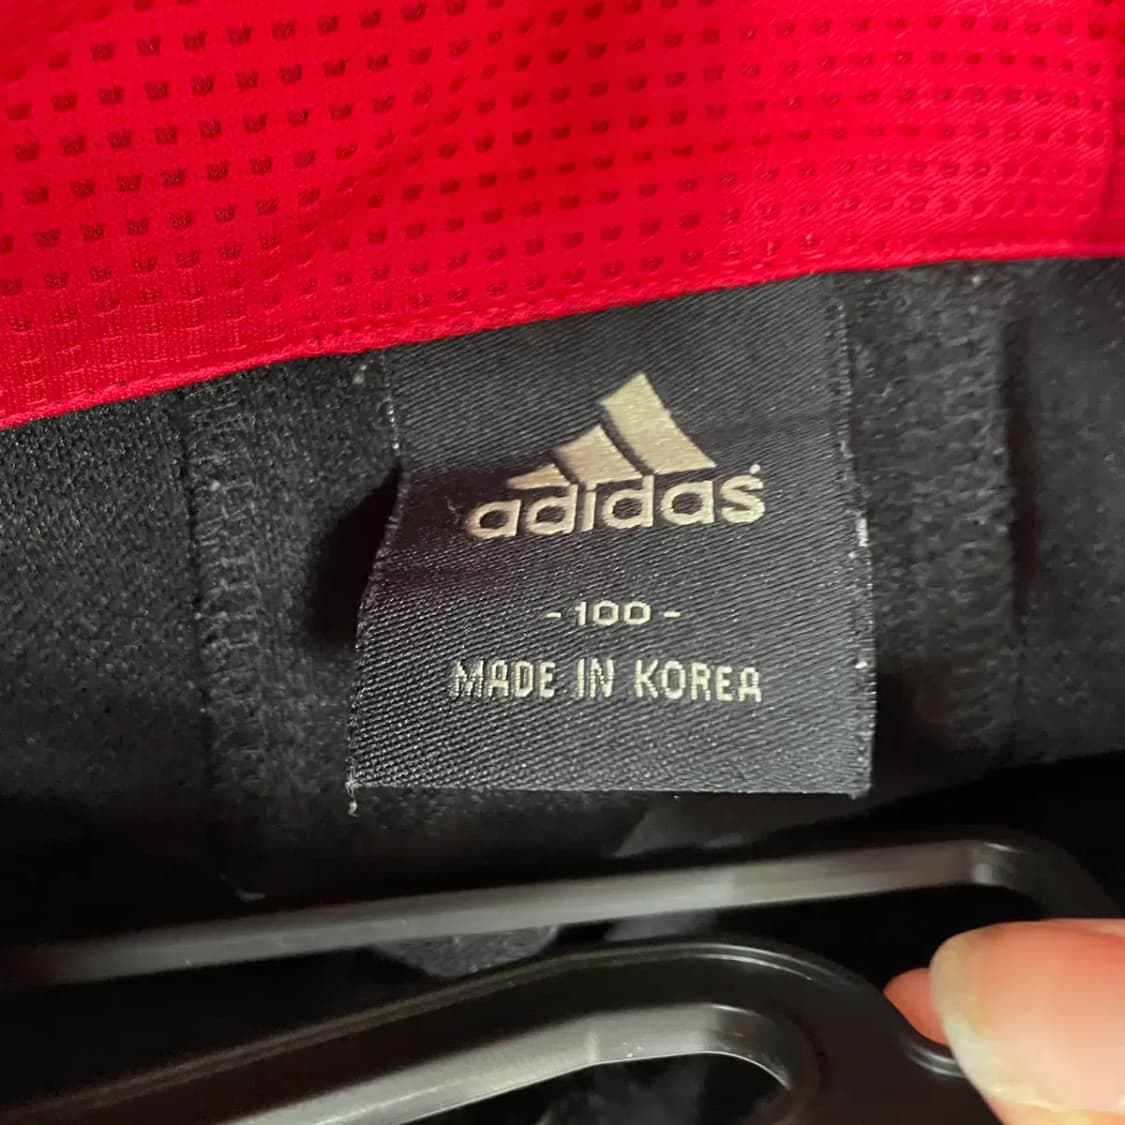 adidas
-100-
MADE IN KOREA